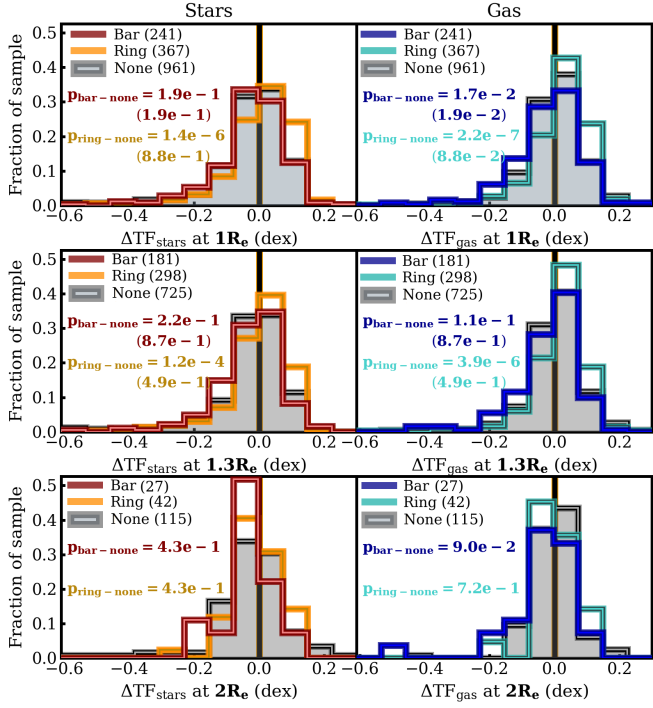 Stars
Gas
Fraction of sample
0.5
0.4
0.3
0.2
0.1
0.0
Bar (241)
Ring (367)
None (961)
p_bar−none = 1.9e−1
(1.9e−1)
p_ring−none = 1.4e−6
(8.8e−1)
−0.6 −0.4 −0.2 0.0 0.2
ΔTF_stars at 1R_e (dex)
Bar (241)
Ring (367)
None (961)
p_bar−none = 1.7e−2
(1.9e−2)
p_ring−none = 2.2e−7
(8.8e−2)
−0.6 −0.4 −0.2 0.0 0.2
ΔTF_gas at 1R_e (dex)
Fraction of sample
0.5
0.4
0.3
0.2
0.1
0.0
Bar (181)
Ring (298)
None (725)
p_bar−none = 2.2e−1
(8.7e−1)
p_ring−none = 1.2e−4
(4.9e−1)
−0.6 −0.4 −0.2 0.0 0.2
ΔTF_stars at 1.3R_e (dex)
Bar (181)
Ring (298)
None (725)
p_bar−none = 1.1e−1
(8.7e−1)
p_ring−none = 3.9e−6
(4.9e−1)
−0.6 −0.4 −0.2 0.0 0.2
ΔTF_gas at 1.3R_e (dex)
Fraction of sample
0.5
0.4
0.3
0.2
0.1
0.0
Bar (27)
Ring (42)
None (115)
p_bar−none = 4.3e−1
p_ring−none = 4.3e−1
−0.6 −0.4 −0.2 0.0 0.2
ΔTF_stars at 2R_e (dex)
Bar (27)
Ring (42)
None (115)
p_bar−none = 9.0e−2
p_ring−none = 7.2e−1
−0.6 −0.4 −0.2 0.0 0.2
ΔTF_gas at 2R_e (dex)